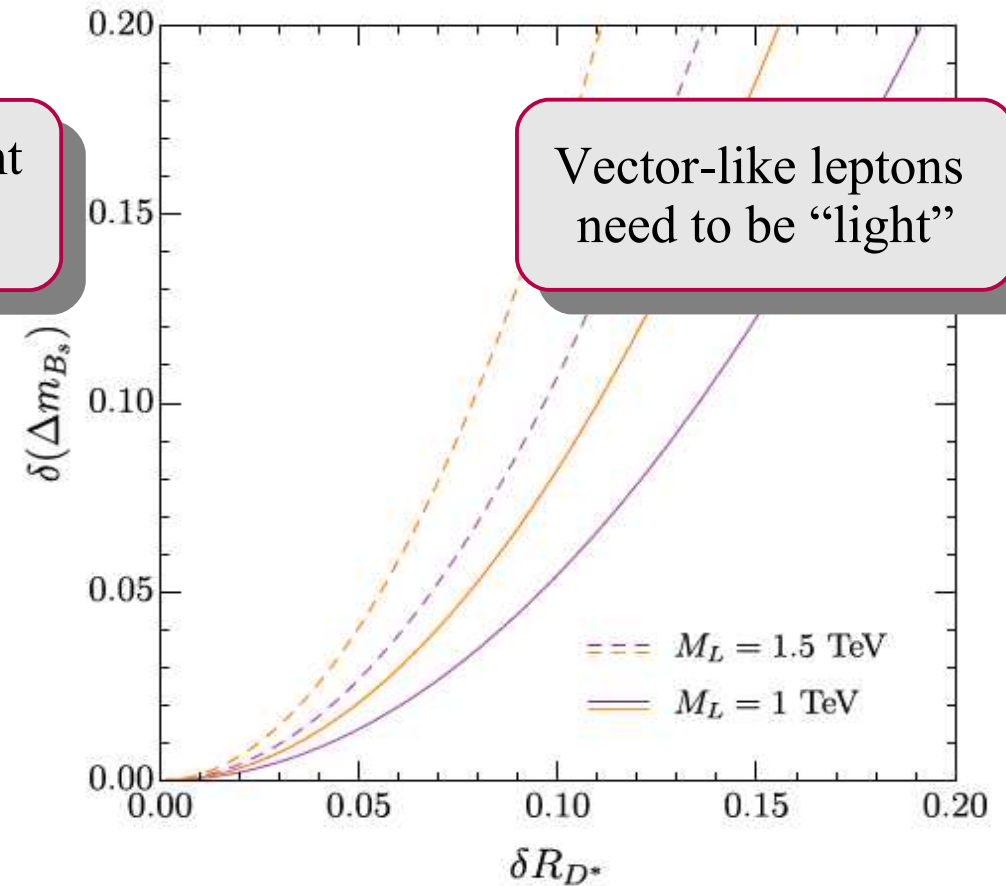 0.20
Vector-like leptons
need to be “light”
0.15
δ(Δm_{B_s})
0.10
0.05
M_L = 1.5 TeV
M_L = 1 TeV
0.00
0.00 0.05 0.10 0.15 0.20
δR_{D*}